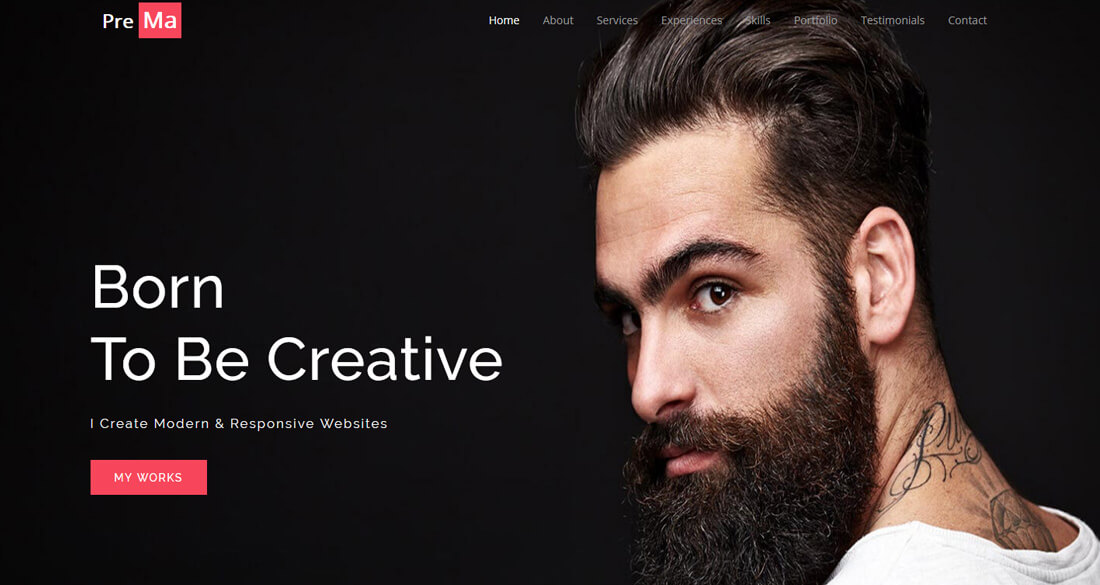 Pre Ma
Home About Services Experiences Skills Portfolio Testimonials Contact
Born
To Be Creative
I Create Modern & Responsive Websites
MY WORKS